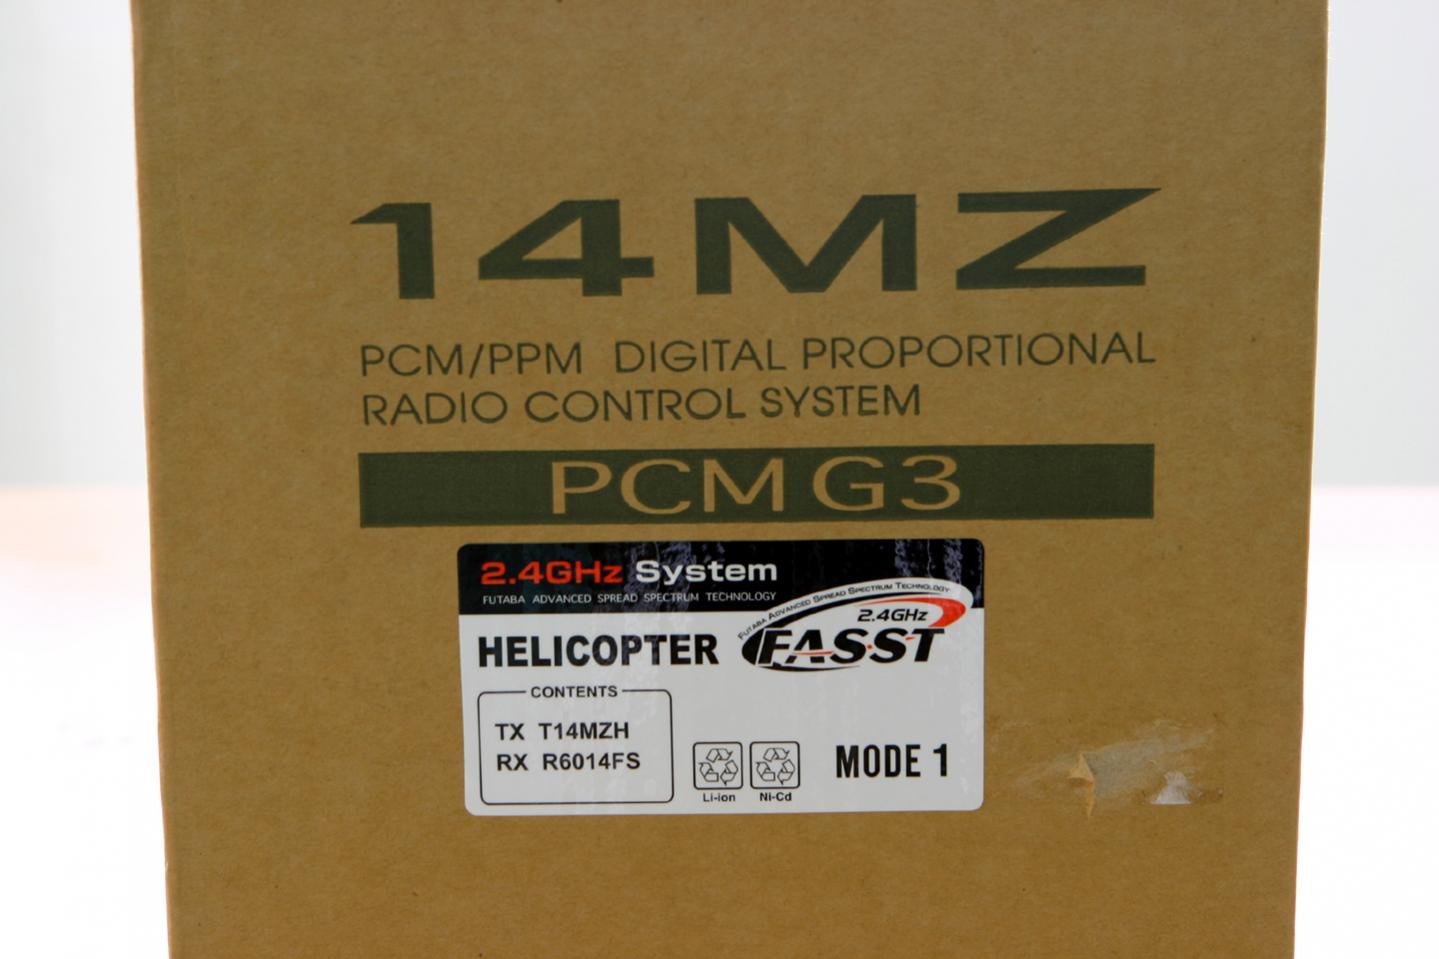 14MZ
PCM/PPM DIGITAL PROPORTIONAL
RADIO CONTROL SYSTEM
PCM G3
2.4GHz System
FUTABA ADVANCED SPREAD SPECTRUM TECHNOLOGY
FUTABA ADVANCED SPREAD SPECTRUM TECHNOLOGY
2.4GHz
HELICOPTER FASST
CONTENTS
TX T14MZH
RX R6014FS
MODE 1
Li-ion Ni-Cd